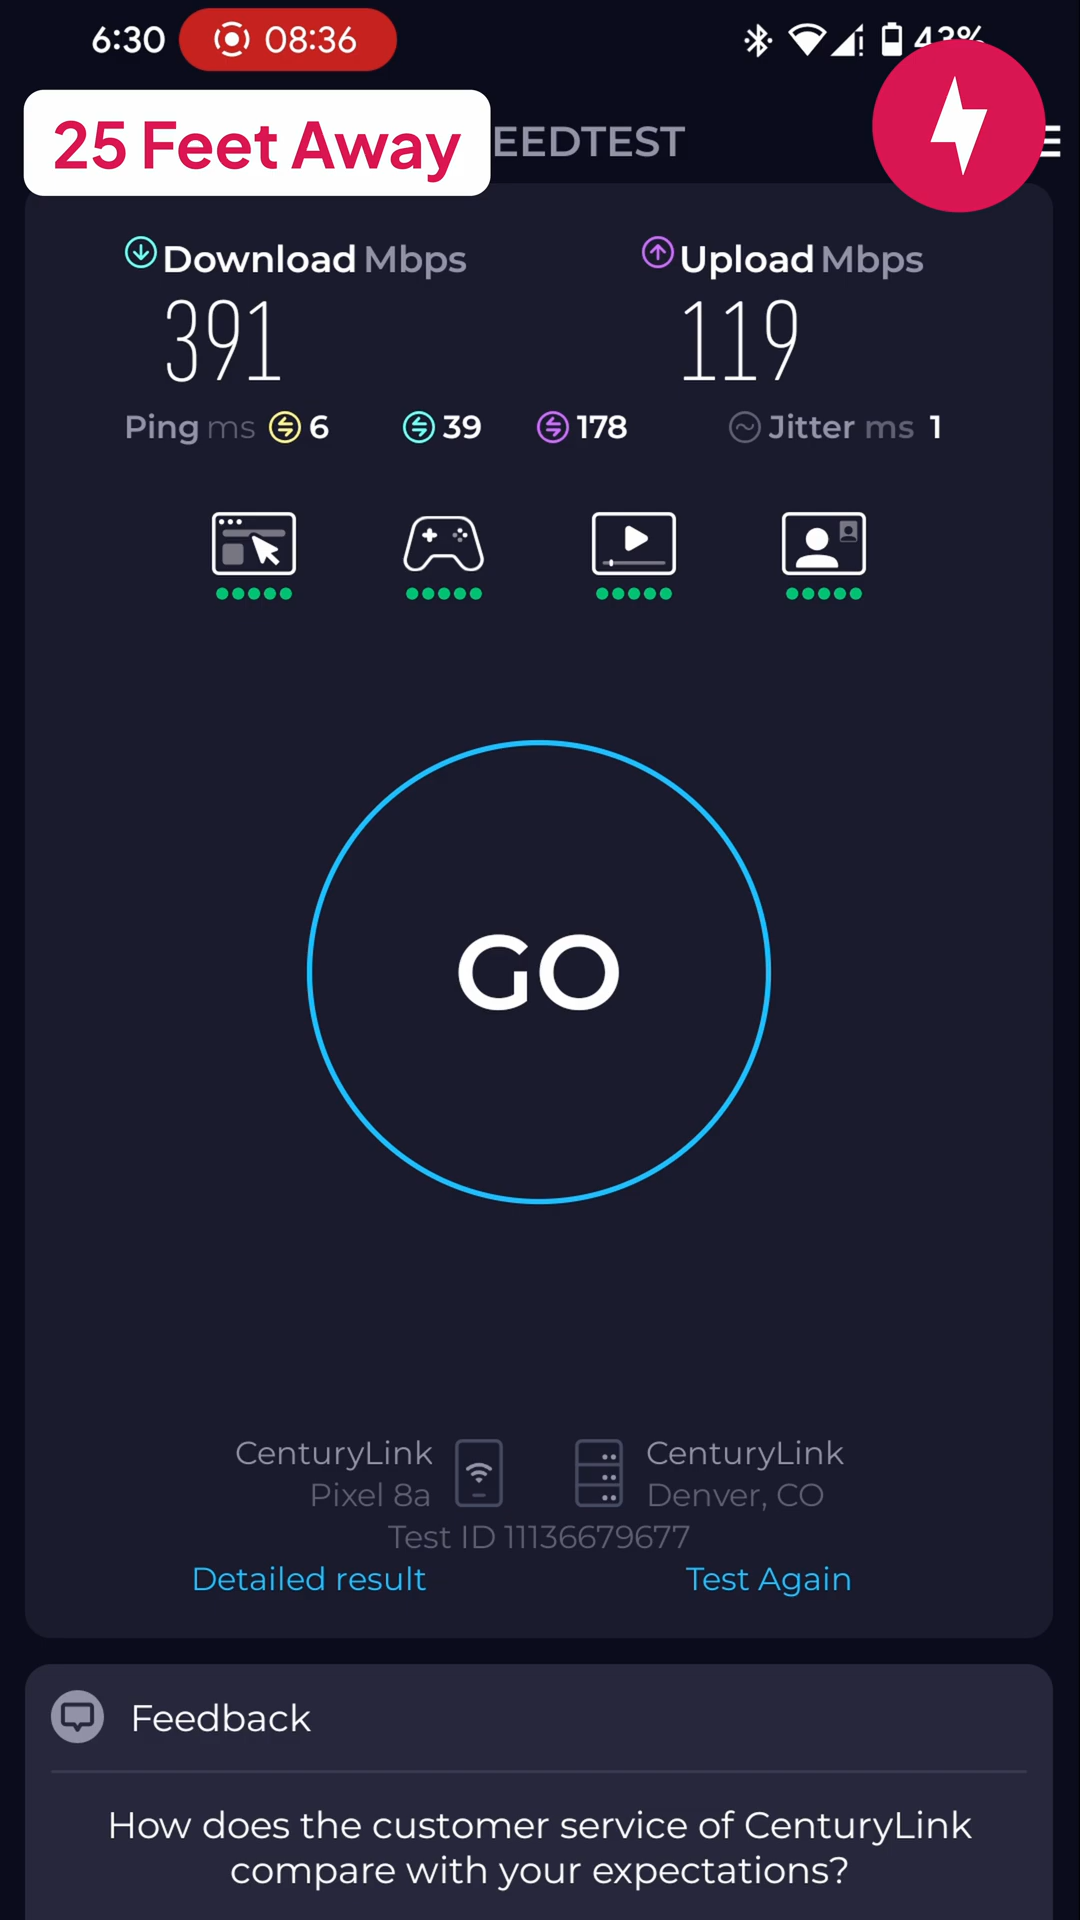 6:30 08:36 43%
25 Feet Away
EEDTEST
Download Mbps Upload Mbps
391 119
Ping ms 6 39 178 Jitter ms 1
GO
CenturyLink CenturyLink
Pixel 8a Denver, CO
Test ID 11136679677
Detailed result Test Again
Feedback
How does the customer service of CenturyLink
compare with your expectations?